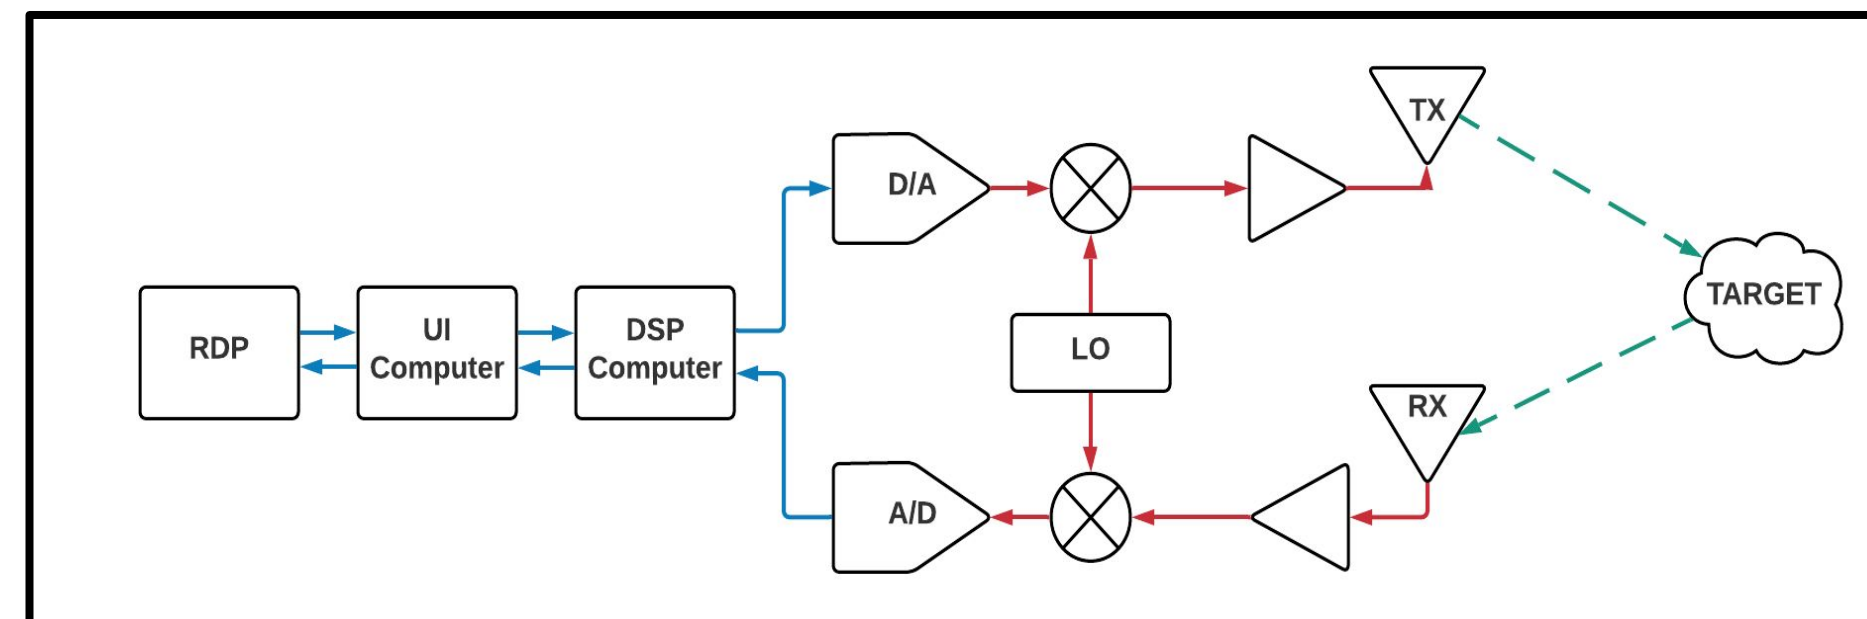 TX
D/A
TARGET
RDP
UI
Computer
DSP
Computer
LO
RX
A/D